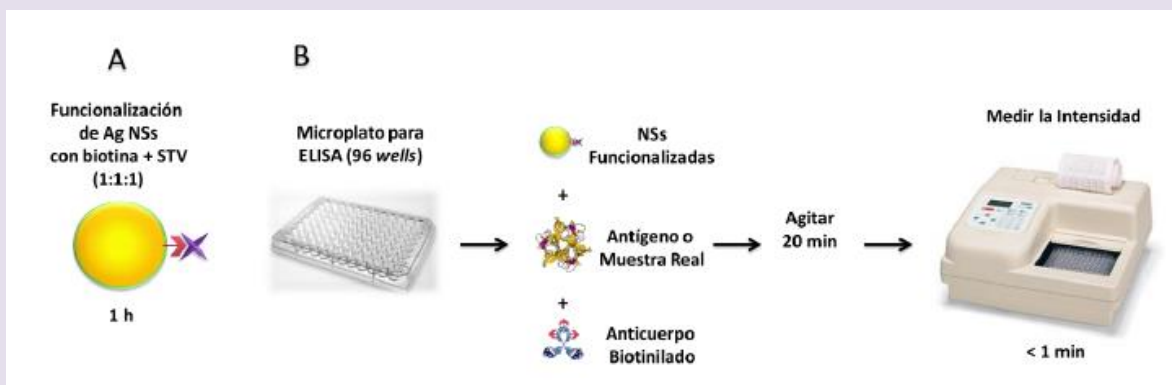 A
Funcionalización
de Ag NSs
con biotina + STV
(1:1:1)
1 h
B
Microplato para
ELISA (96 wells)
NSs
Funcionalizadas
+
Antígeno o
Muestra Real
+
Anticuerpo
Biotinilado
Agitar
20 min
Medir la Intensidad
< 1 min